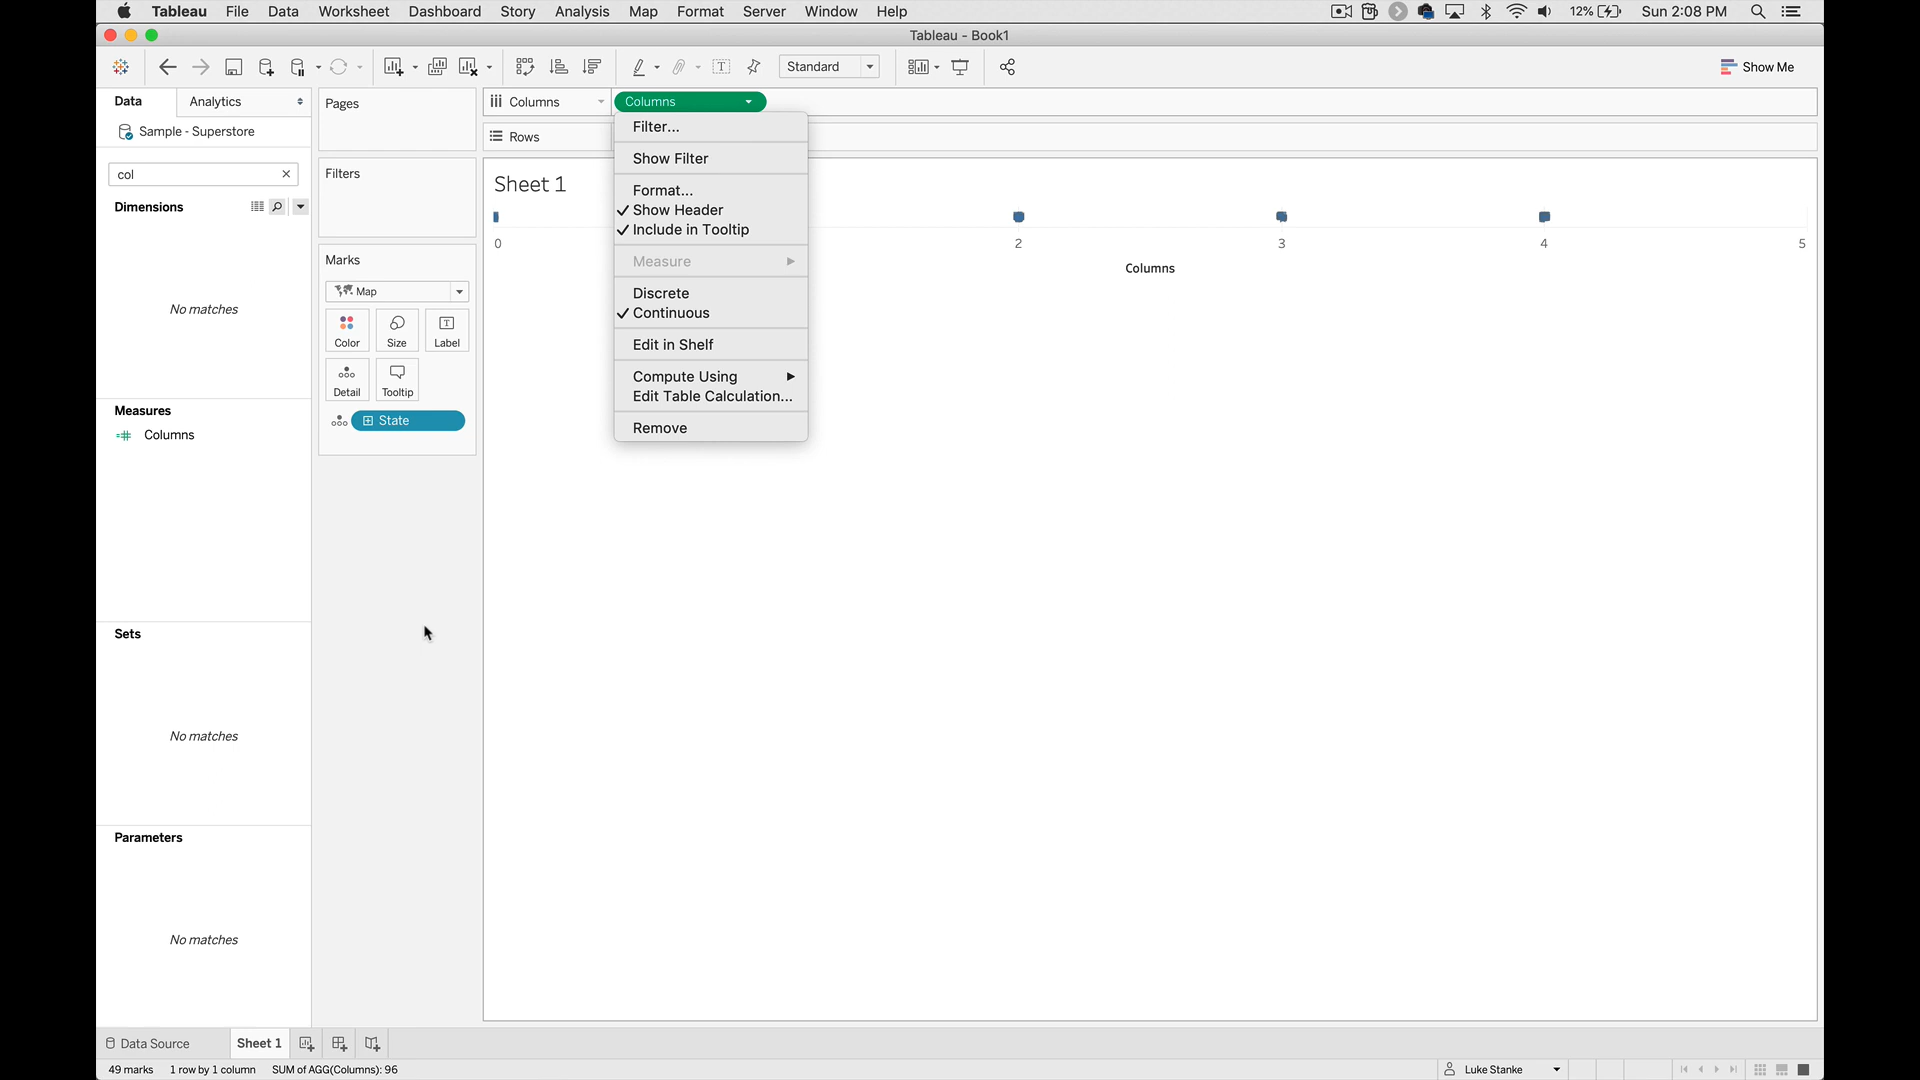 Tableau File Data Worksheet Dashboard Story Analysis Map Format Server Window Help 12% Sun 2:08 PM
Tableau - Book1
Standard Show Me
Data Analytics
Sample - Superstore
col
Dimensions
No matches
Measures
Columns
Sets
No matches
Parameters
No matches
Pages
Filters
Marks
Map
Color Size Label
Detail Tooltip
State
Columns Columns
Rows
Filter...
Show Filter
Format...
Show Header
Include in Tooltip
Measure
Discrete
Continuous
Edit in Shelf
Compute Using
Edit Table Calculation...
Remove
Sheet 1
0 2 3 4 5
Columns
Data Source Sheet 1
49 marks 1 row by 1 column SUM of AGG(Columns): 96 Luke Stanke